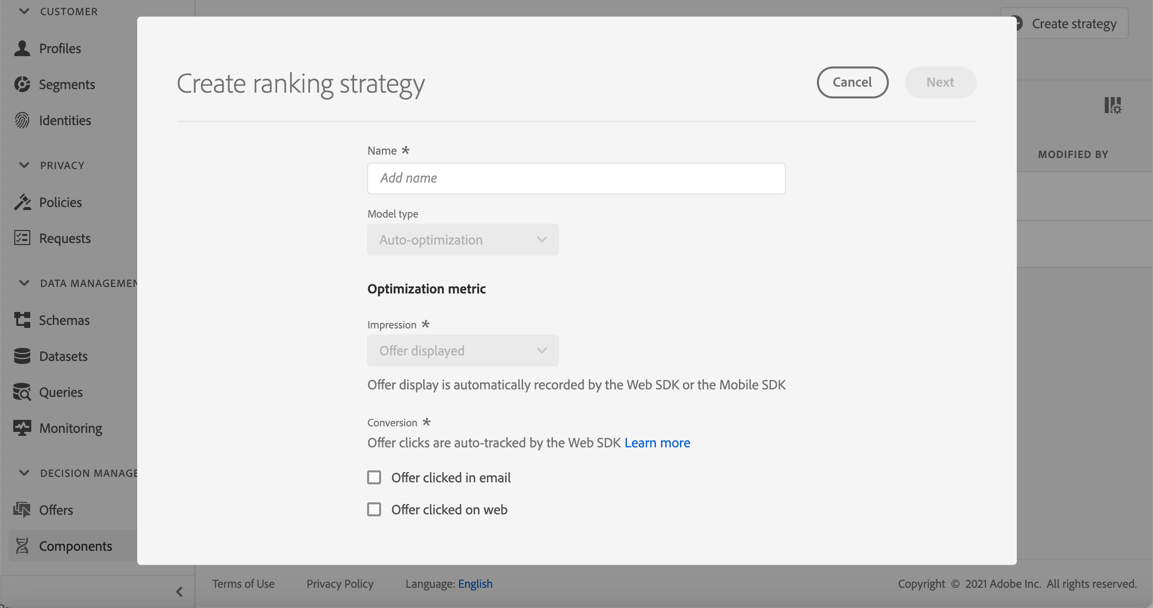 CUSTOMER
Profiles
Segments
Identities
PRIVACY
Policies
Requests
DATA MANAGEMEN
Schemas
Datasets
Queries
Monitoring
DECISION MANAGE
Offers
Components
Create strategy
MODIFIED BY
Create ranking strategy
Cancel
Next
Name *
Add name
Model type
Auto-optimization
Optimization metric
Impression *
Offer displayed
Offer display is automatically recorded by the Web SDK or the Mobile SDK
Conversion *
Offer clicks are auto-tracked by the Web SDK Learn more
Offer clicked in email
Offer clicked on web
Terms of Use Privacy Policy Language: English Copyright © 2021 Adobe Inc. All rights reserved.